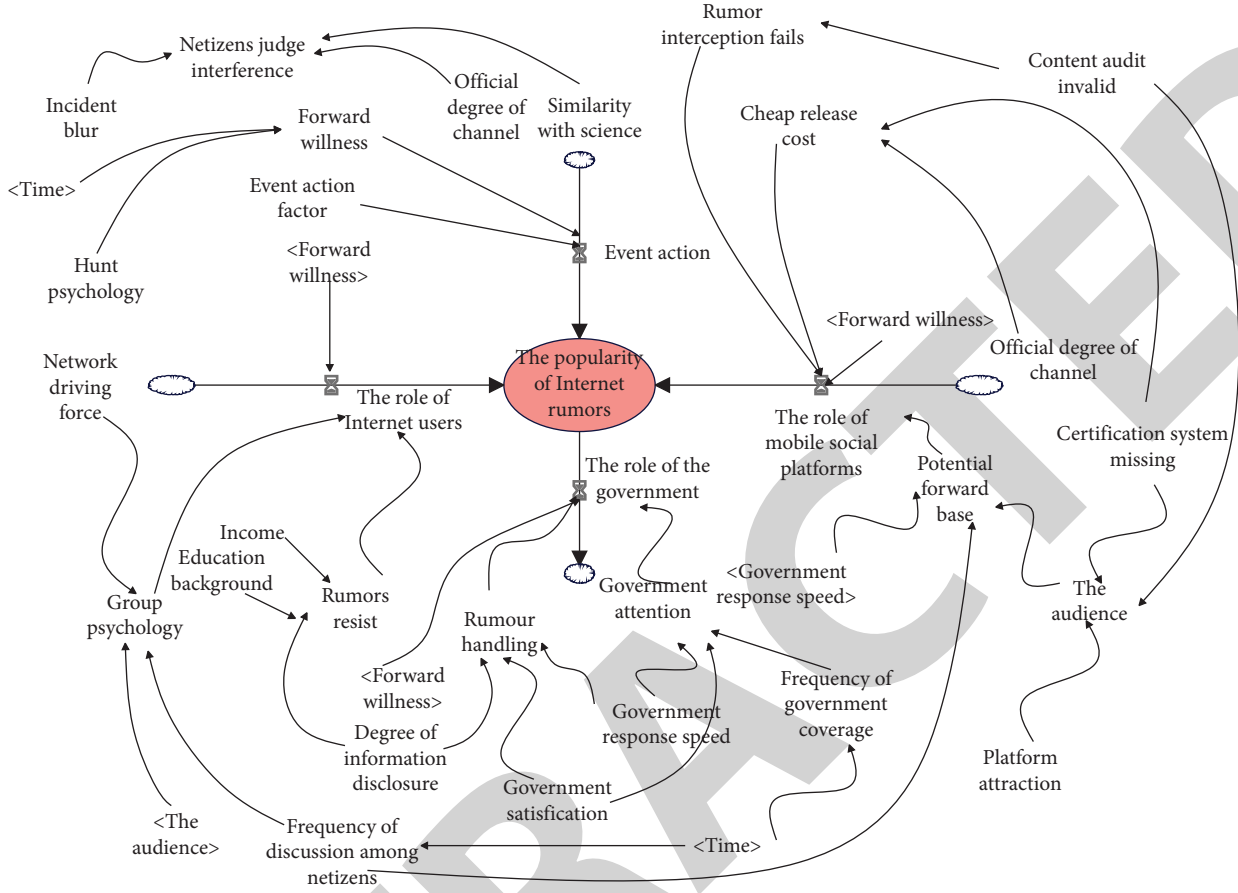 Rumor
interception fails
Netizens judge
interference
Content audit
invalid
Incident
blur
Official
degree of
channel
Similarity
with science
Cheap release
cost
Forward
willness
<Time>
Event action
factor
Event action
<Forward
willness>
Hunt
psychology
<Forward willness>
Official degree of
channel
Network
driving
force
The popularity
of Internet
rumors
The role of
Internet users
The role of
mobile social
platforms
Certification system
missing
The role of the
government
Potential
forward
base
Income
Education
background
Rumors
resist
Group
psychology
Government
attention
<Government
response speed>
The
audience
Rumour
handling
<Forward
willness>
Frequency of
government
coverage
Government
response speed
Degree of
information
disclosure
Platform
attraction
Government
satisfication
<The
audience>
Frequency of
discussion among
netizens
<Time>